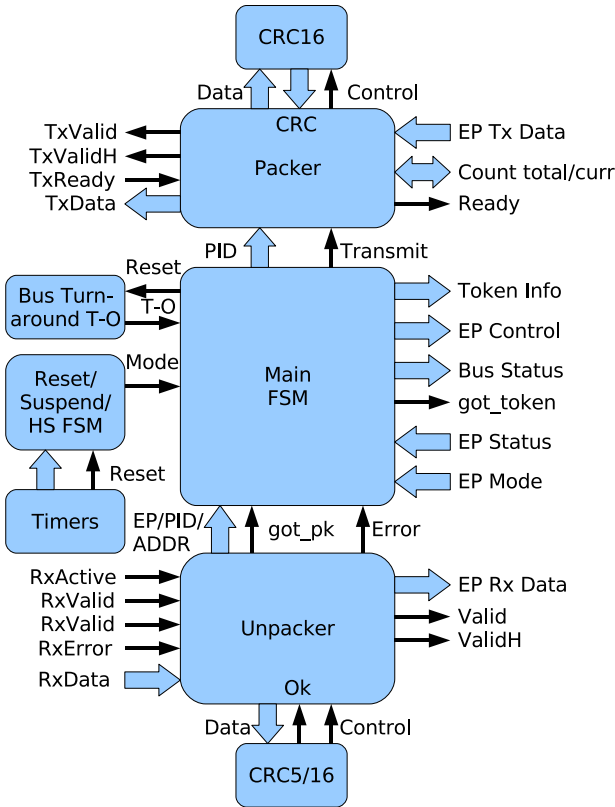 CRC16
Data
Control
CRC
Packer
TxValid
TxValidH
TxReady
TxData
EP Tx Data
Count total/curr
Ready
PID
Transmit
Reset
Bus Turn-
around T-O
T-O
Mode
Reset/
Suspend/
HS FSM
Reset
Timers
Main
FSM
Token Info
EP Control
Bus Status
got_token
EP Status
EP Mode
EP/PID/
ADDR
got_pk
Error
RxActive
RxValid
RxValid
RxError
RxData
Unpacker
Ok
EP Rx Data
Valid
ValidH
Data
Control
CRC5/16